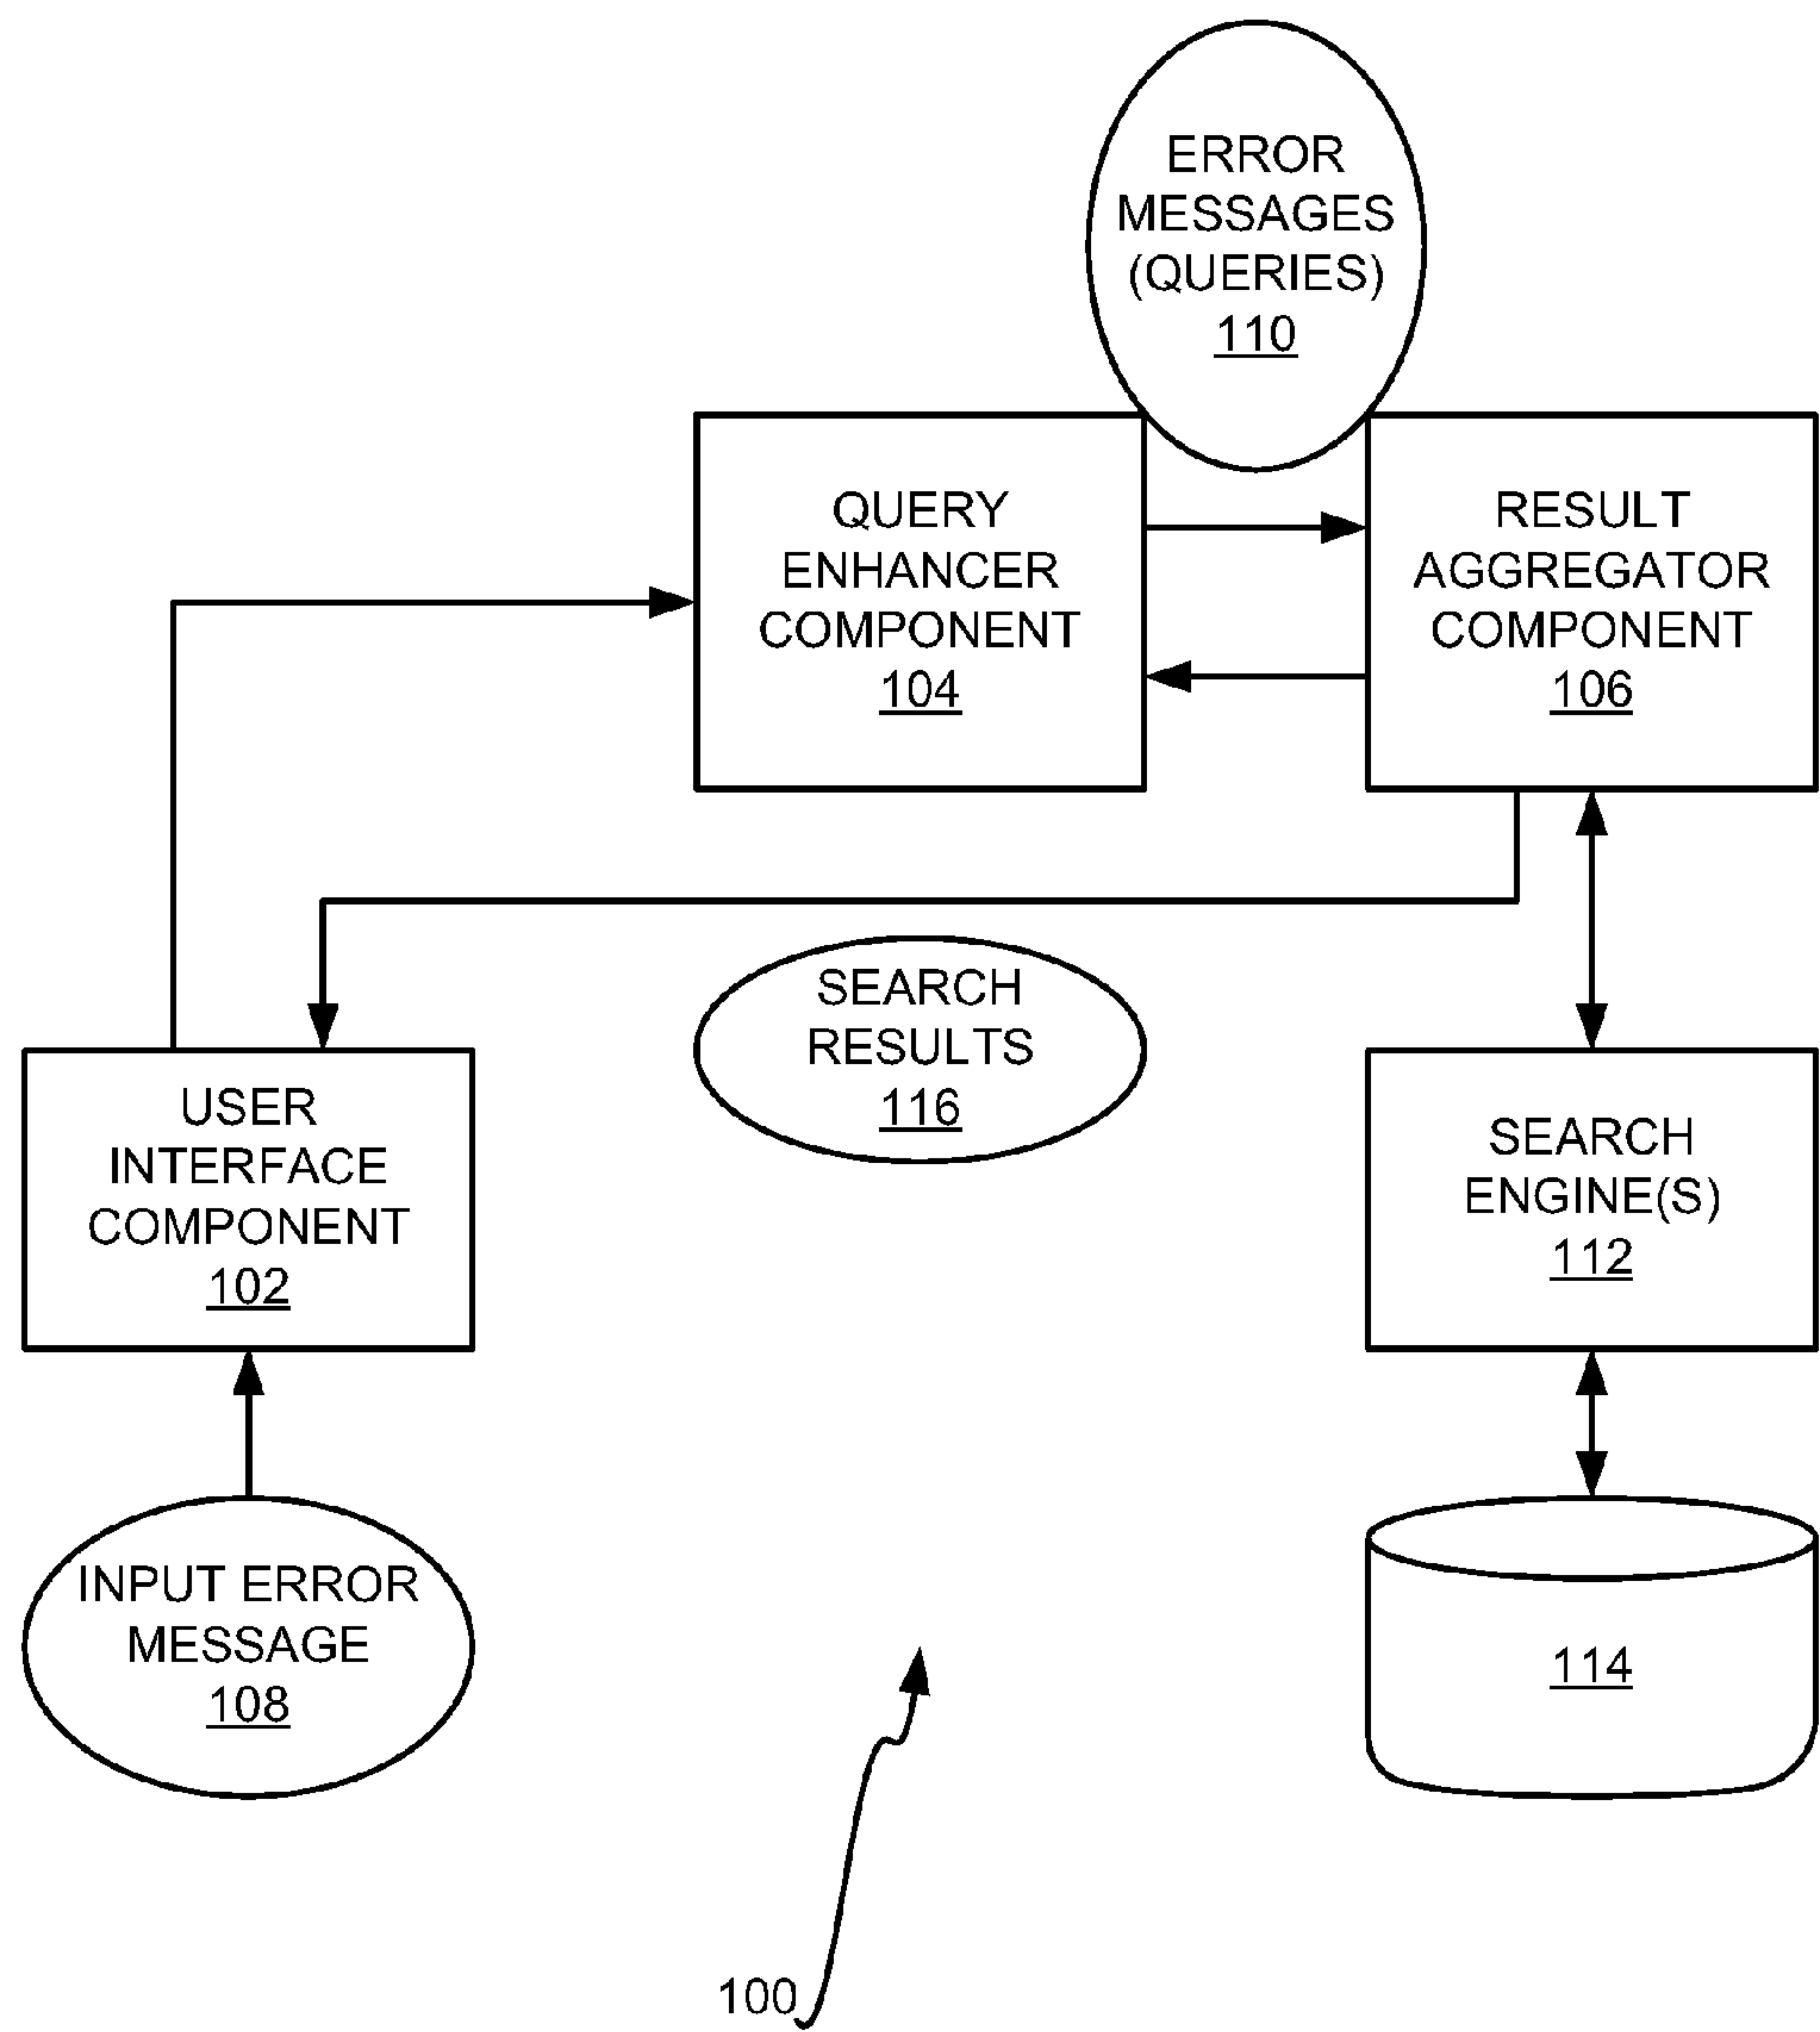 ERROR
MESSAGES
(QUERIES)
110
QUERY
ENHANCER
COMPONENT
104
RESULT
AGGREGATOR
COMPONENT
106
SEARCH
RESULTS
116
USER
INTERFACE
COMPONENT
102
SEARCH
ENGINE(S)
112
INPUT ERROR
MESSAGE
108
114
100